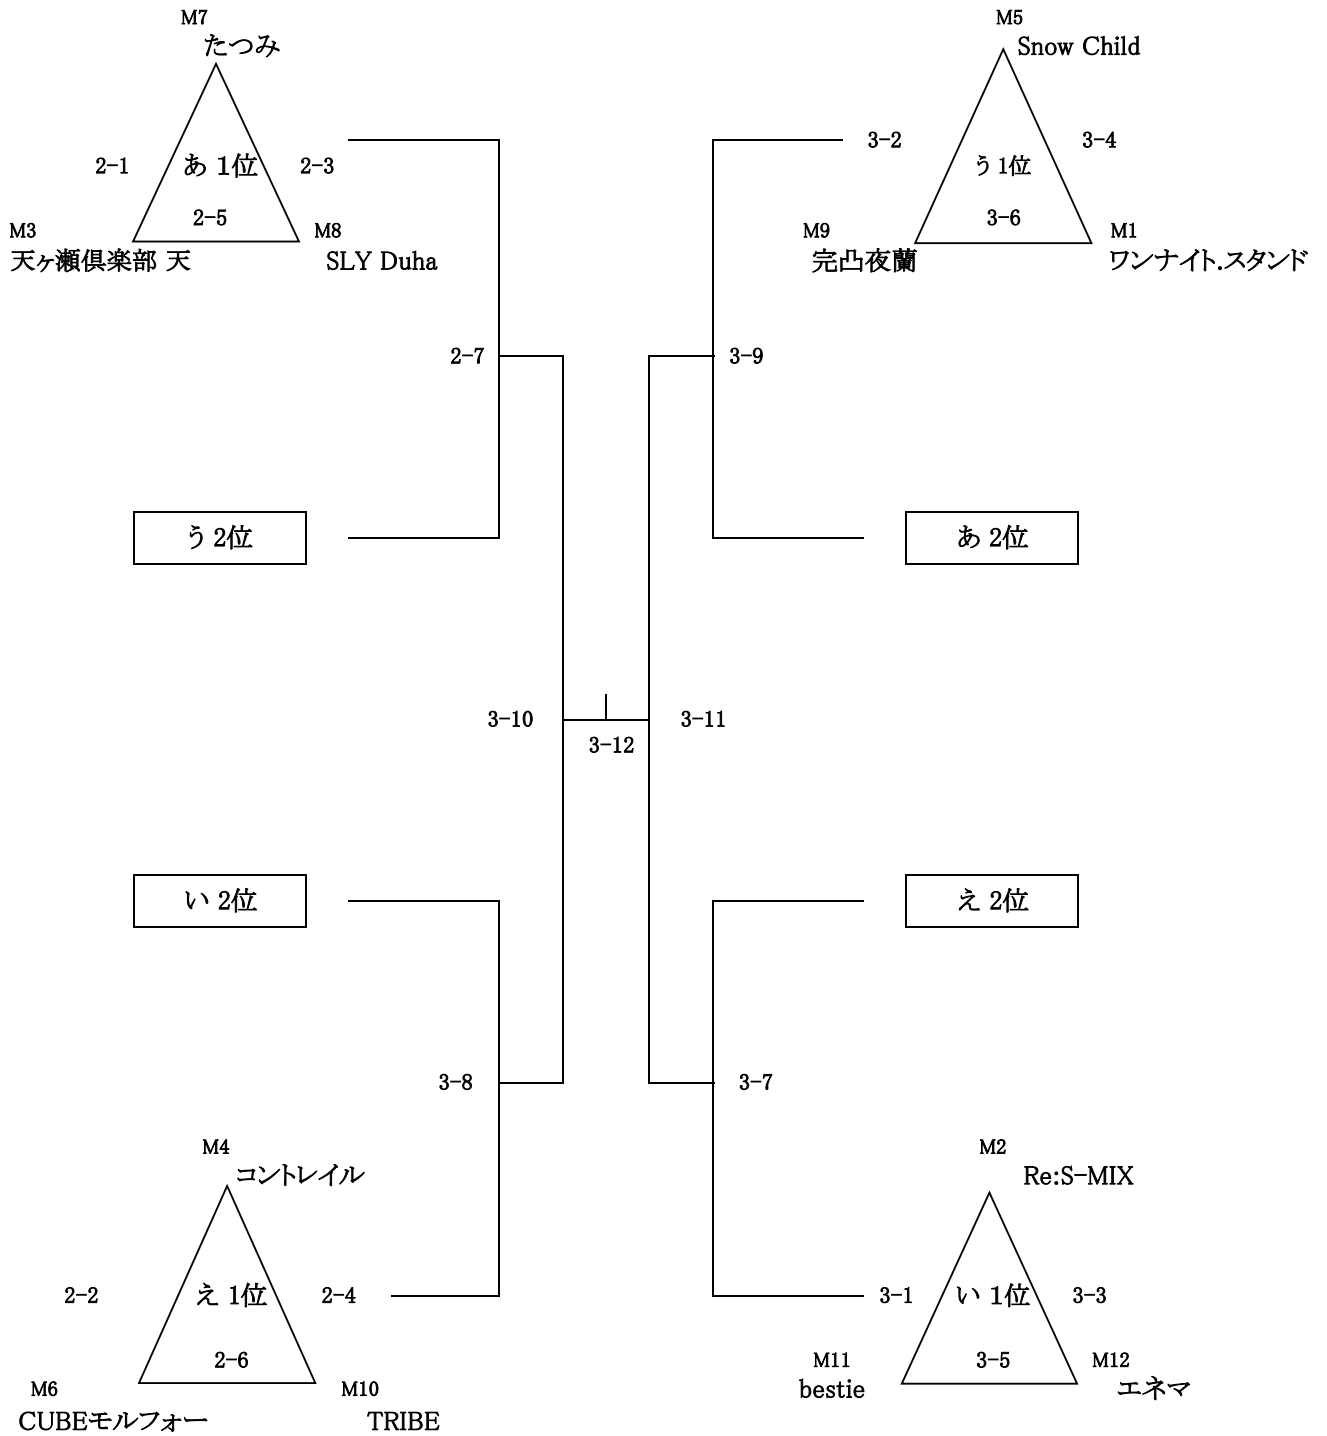 M7
たつみ
2-1
あ 1位
2-3
2-5
M3
天ヶ瀬倶楽部 天
M8
SLY Duha
M5
Snow Child
3-2
う 1位
3-4
3-6
M9
完凸夜蘭
M1
ワンナイト.スタンド
2-7
3-9
う 2位
あ 2位
3-10
3-12
3-11
い 2位
え 2位
3-8
3-7
M4
コントレイル
2-2
え 1位
2-4
2-6
M6
CUBEモルフォー
M10
TRIBE
M2
Re:S-MIX
3-1
い 1位
3-3
3-5
M11
bestie
M12
エネマ